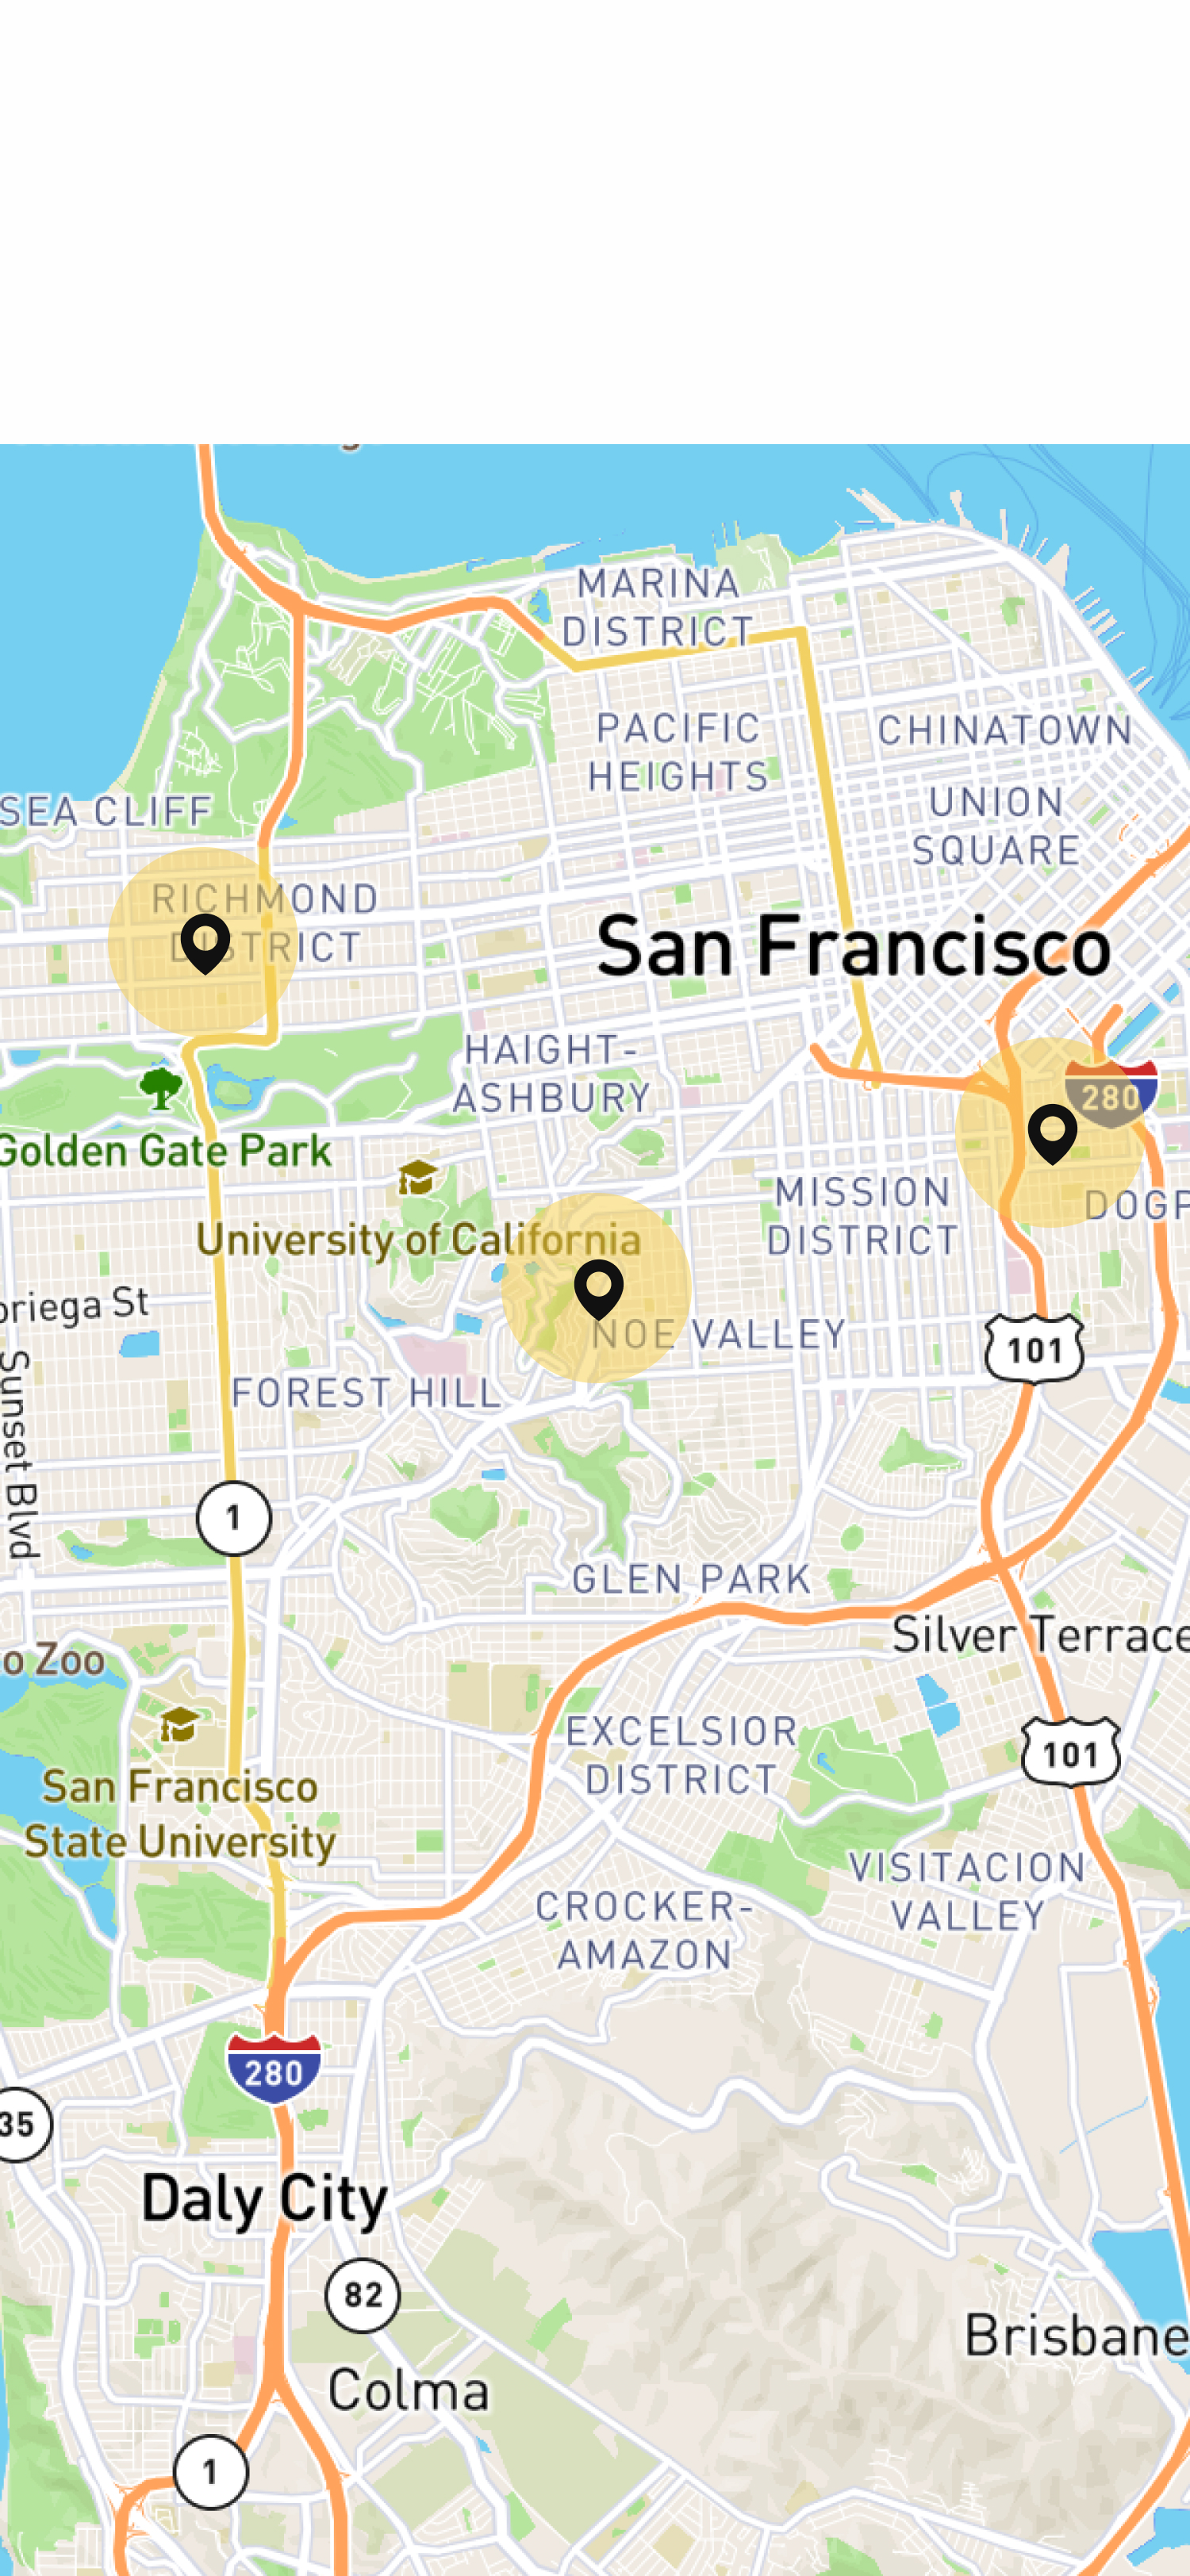 MARINA
DISTRICT
PACIFIC
HEIGHTS
CHINATOWN
UNION
SQUARE
SEA CLIFF
RICHMOND
DISTRICT
San Francisco
HAIGHT-
ASHBURY
280
Golden Gate Park
MISSION
DISTRICT
DOGP
University of California
oriega St
NOE VALLEY
101
Sunset Blvd
FOREST HILL
1
GLEN PARK
Silver Terrace
o Zoo
EXCELSIOR
DISTRICT
101
San Francisco
State University
VISITACION
VALLEY
CROCKER-
AMAZON
280
35
Daly City
82
Brisbane
Colma
1